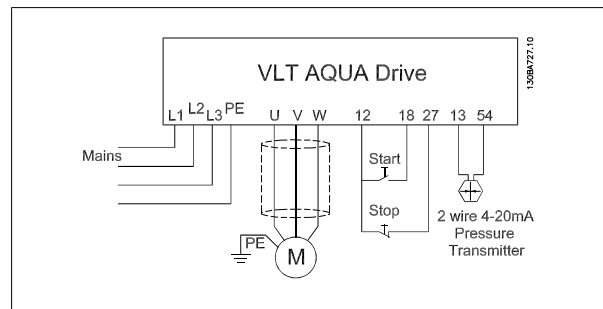 VLT AQUA Drive
130BA727.10
L1 L2 L3 PE U V W 12 18 27 13 54
Mains
Start
Stop
PE
M
2 wire 4-20mA
Pressure
Transmitter